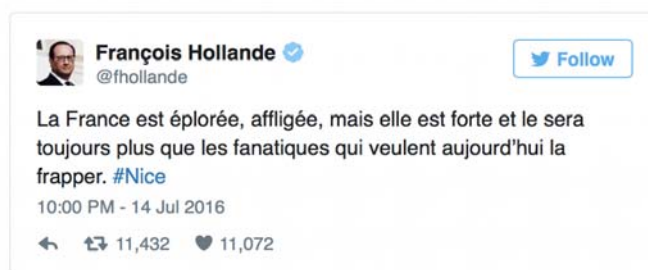 François Hollande
@fhollande
Follow
La France est éplorée, affligée, mais elle est forte et le sera
toujours plus que les fanatiques qui veulent aujourd'hui la
frapper. #Nice
10:00 PM - 14 Jul 2016
11,432 11,072